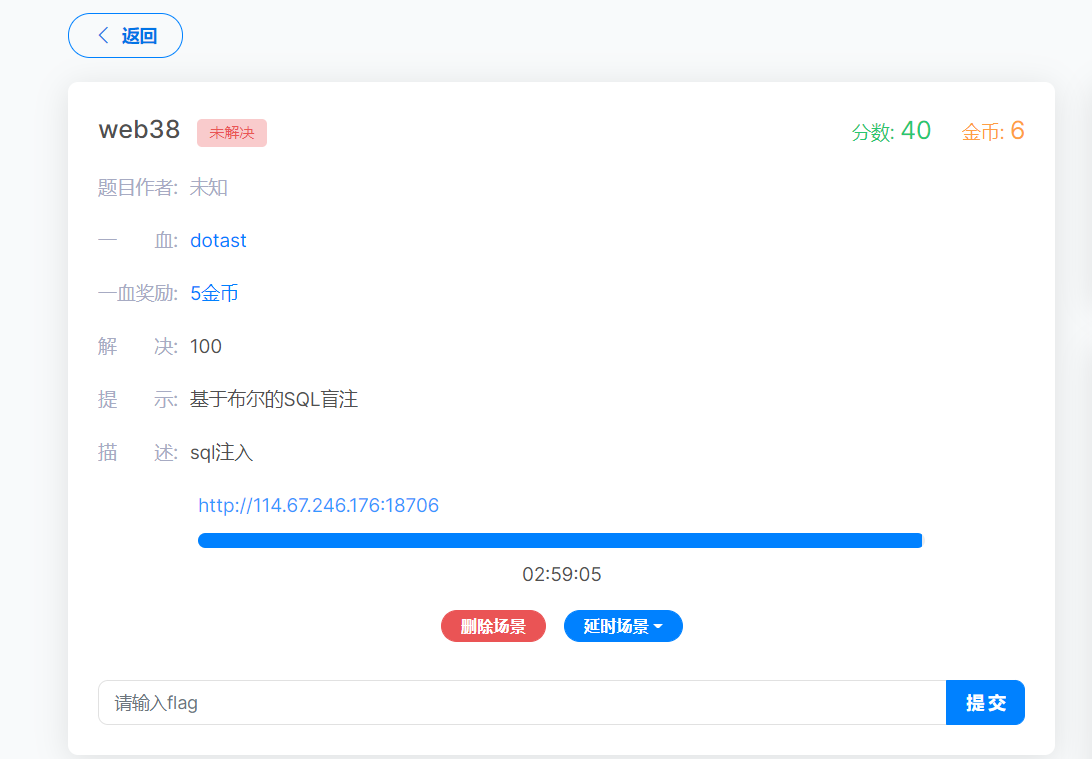 返回
web38 未解决 分数: 40 金币: 6
题目作者: 未知
一 血: dotast
一血奖励: 5金币
解 决: 100
提 示: 基于布尔的SQL盲注
描 述: sql注入
http://114.67.246.176:18706
02:59:05
删除场景 延时场景
请输入flag 提交